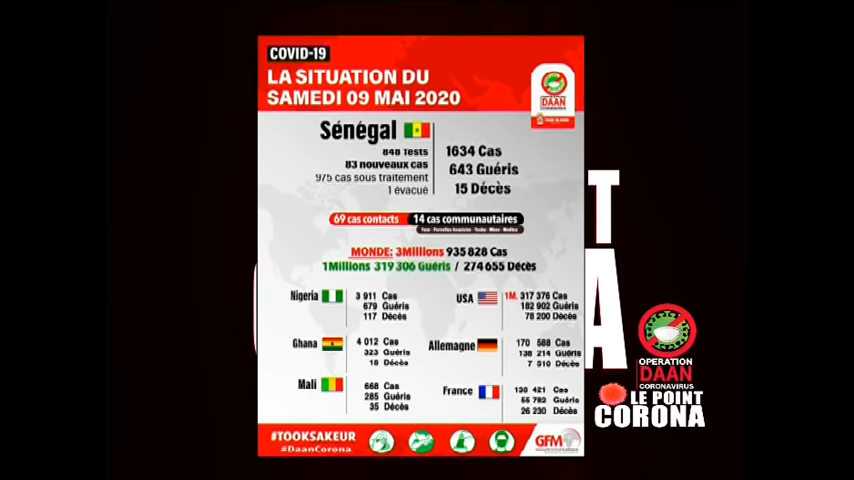 COVID-19
LA SITUATION DU
SAMEDI 09 MAI 2020
DAAN
CORONAVIRUS
Sénégal
848 Tests
83 nouveaux cas
975 cas sous traitement
1 évacué
1634 Cas
643 Guéris
15 Décès
69 cas contacts
14 cas communautaires
MONDE: 3Millions 935 828 Cas
1Millions 319 306 Guéris / 274 655 Décès
Nigeria
3 911 Cas
679 Guéris
117 Décès
USA
1M. 317 376 Cas
182 902 Guéris
78 200 Décès
Ghana
4 012 Cas
323 Guéris
18 Décès
Allemagne
170 588 Cas
138 214 Guéris
7 510 Décès
Mali
668 Cas
285 Guéris
35 Décès
France
130 421 Cas
55 782 Guéris
26 230 Décès
#TOOKSAKEUR
#DaanCorona
GFM
T
A
OPERATION
DAAN
CORONAVIRUS
LE POINT
CORONA